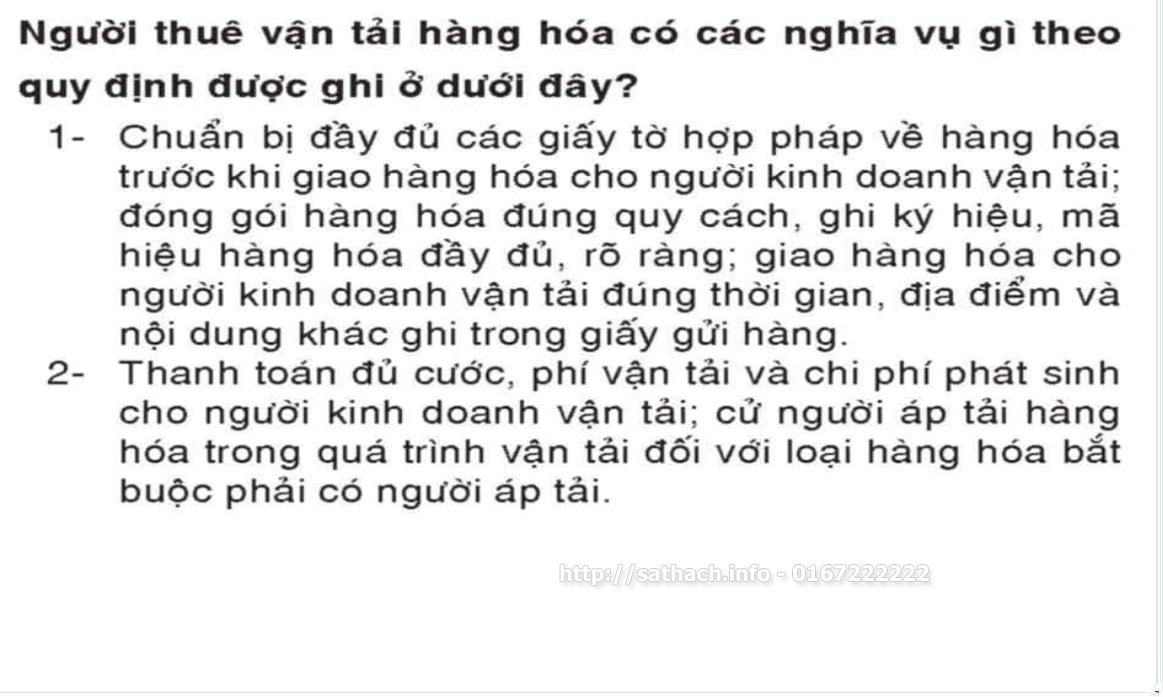 Người thuê vận tải hàng hóa có các nghĩa vụ gì theo
quy định được ghi ở dưới đây?
1- Chuẩn bị đầy đủ các giấy tờ hợp pháp về hàng hóa
trước khi giao hàng hóa cho người kinh doanh vận tải;
đóng gói hàng hóa đúng quy cách, ghi ký hiệu, mã
hiệu hàng hóa đầy đủ, rõ ràng; giao hàng hóa cho
người kinh doanh vận tải đúng thời gian, địa điểm và
nội dung khác ghi trong giấy gửi hàng.
2- Thanh toán đủ cước, phí vận tải và chi phí phát sinh
cho người kinh doanh vận tải; cử người áp tải hàng
hóa trong quá trình vận tải đối với loại hàng hóa bắt
buộc phải có người áp tải.
http://sathach.info - 0167222222